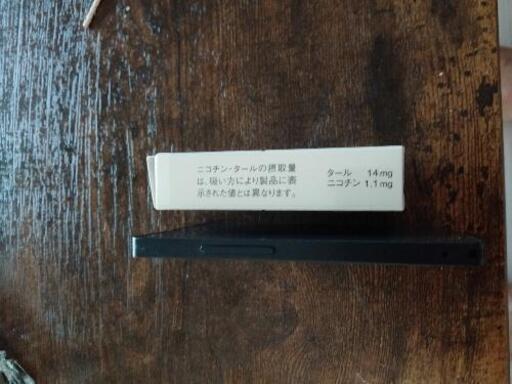 ニコチン・タールの摂取量
は、吸い方により製品に表
示された値とは異なります。
タール 14mg
ニコチン 1.1mg